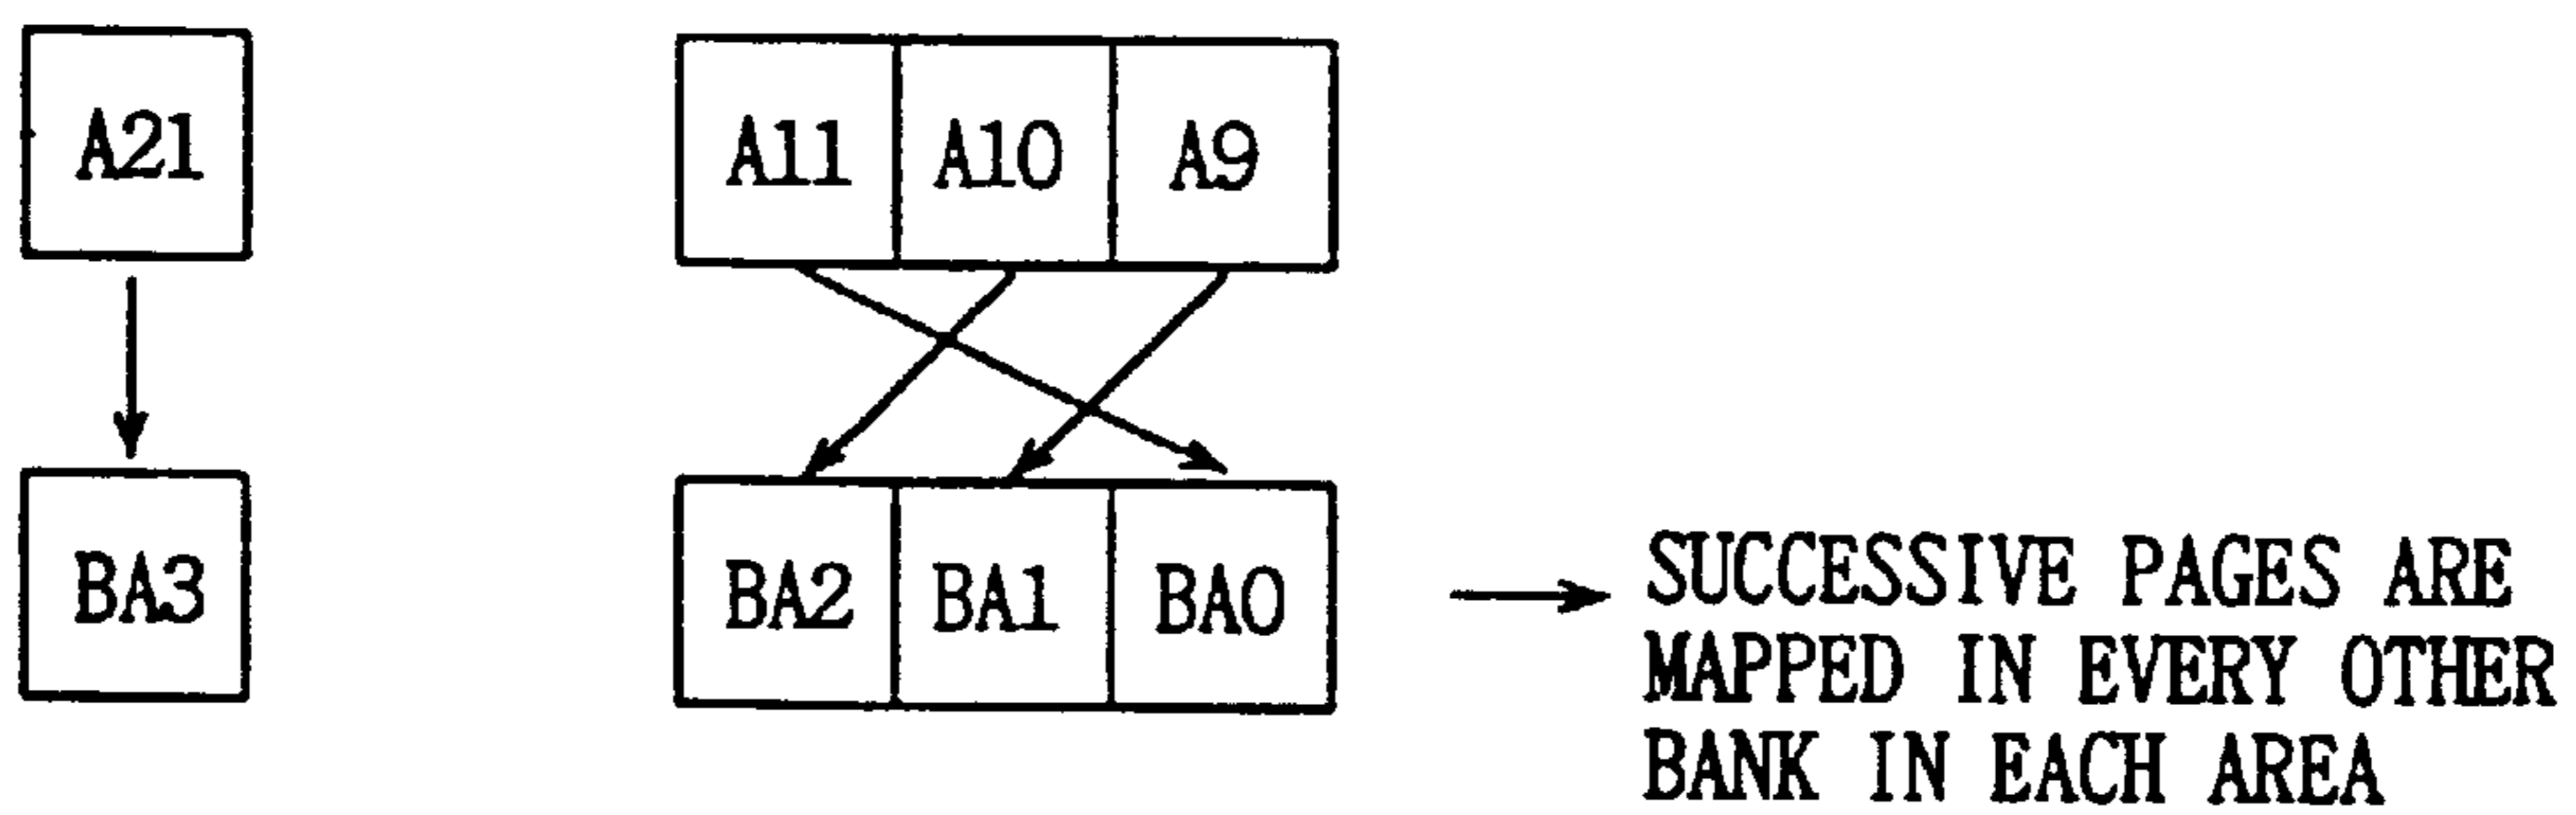 A21 A11 A10 A9
BA3 BA2 BA1 BA0
SUCCESSIVE PAGES ARE
MAPPED IN EVERY OTHER
BANK IN EACH AREA